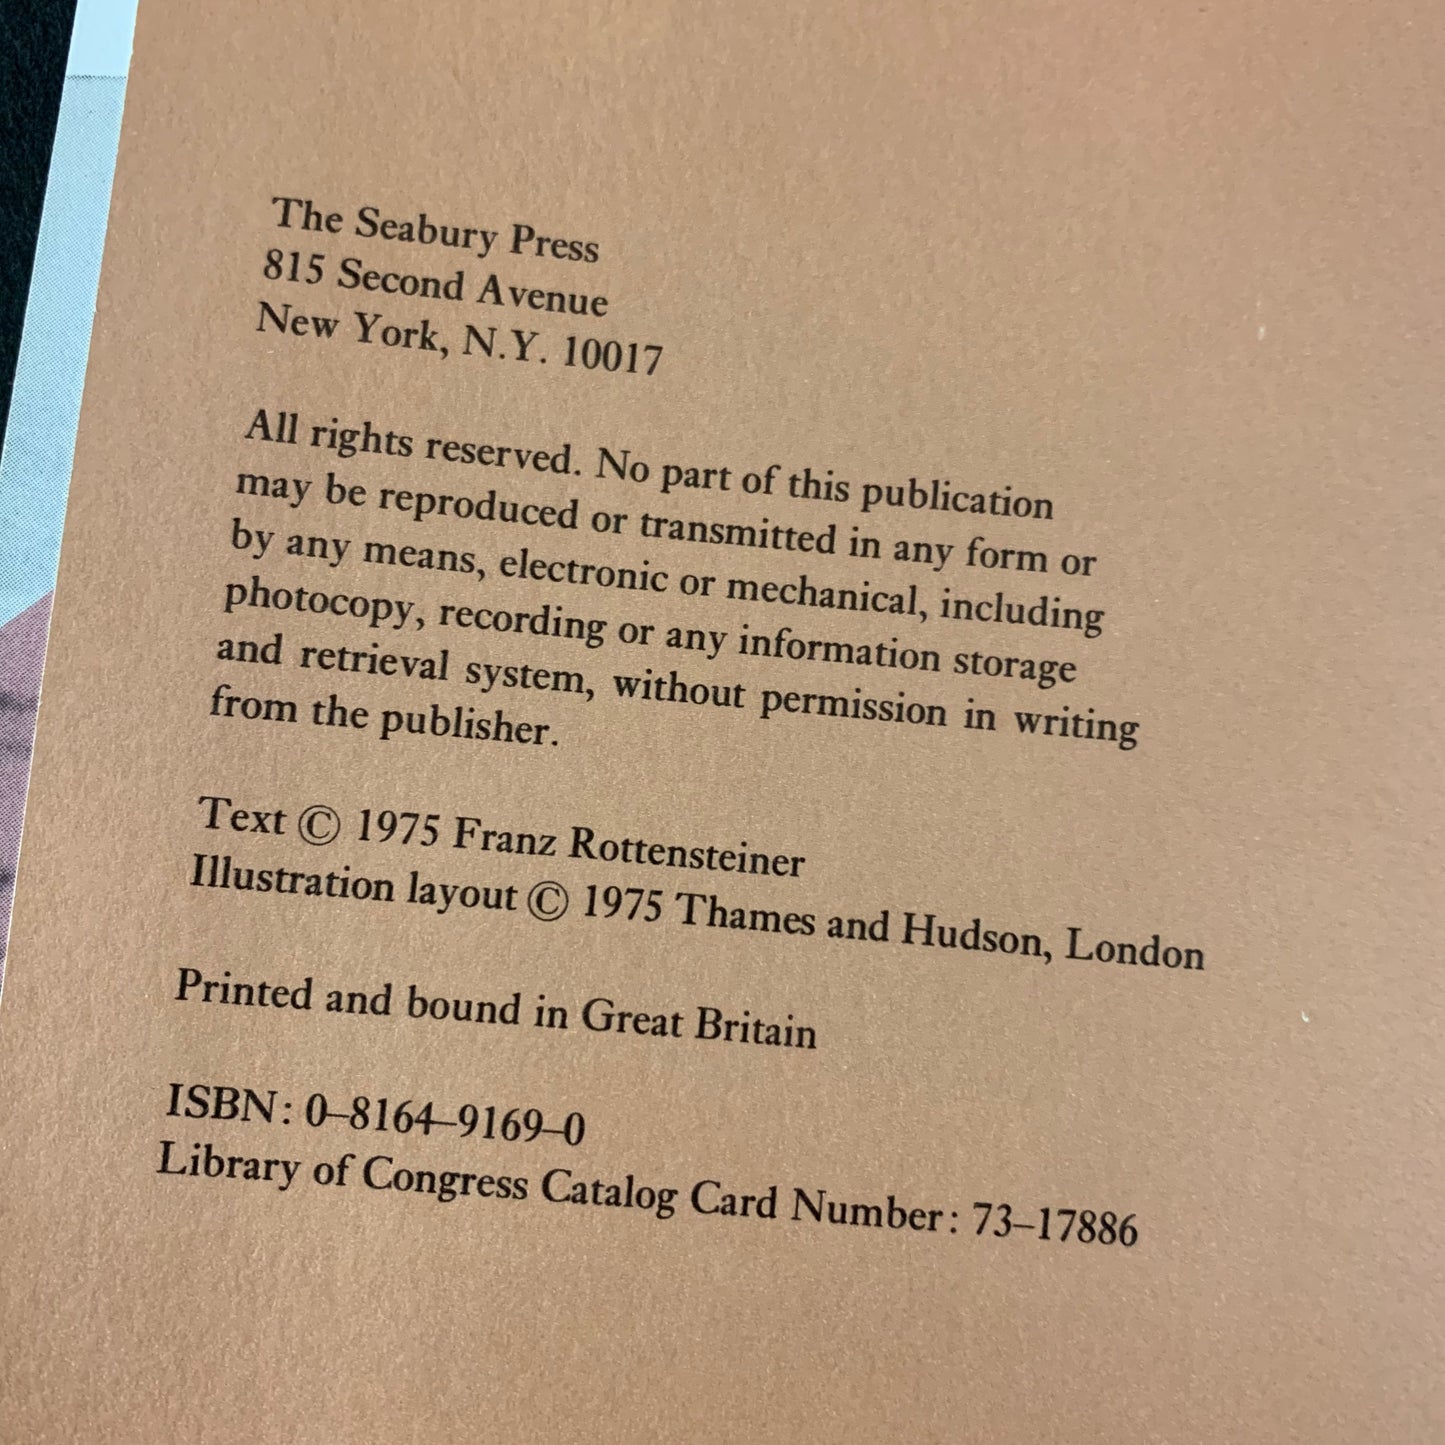 The Seabury Press
815 Second Avenue
New York, N.Y. 10017
All rights reserved. No part of this publication
may be reproduced or transmitted in any form or
by any means, electronic or mechanical, including
photocopy, recording or any information storage
and retrieval system, without permission in writing
from the publisher.
Text © 1975 Franz Rottensteiner
Illustration layout © 1975 Thames and Hudson, London
Printed and bound in Great Britain
ISBN: 0–8164–9169–0
Library of Congress Catalog Card Number: 73–17886